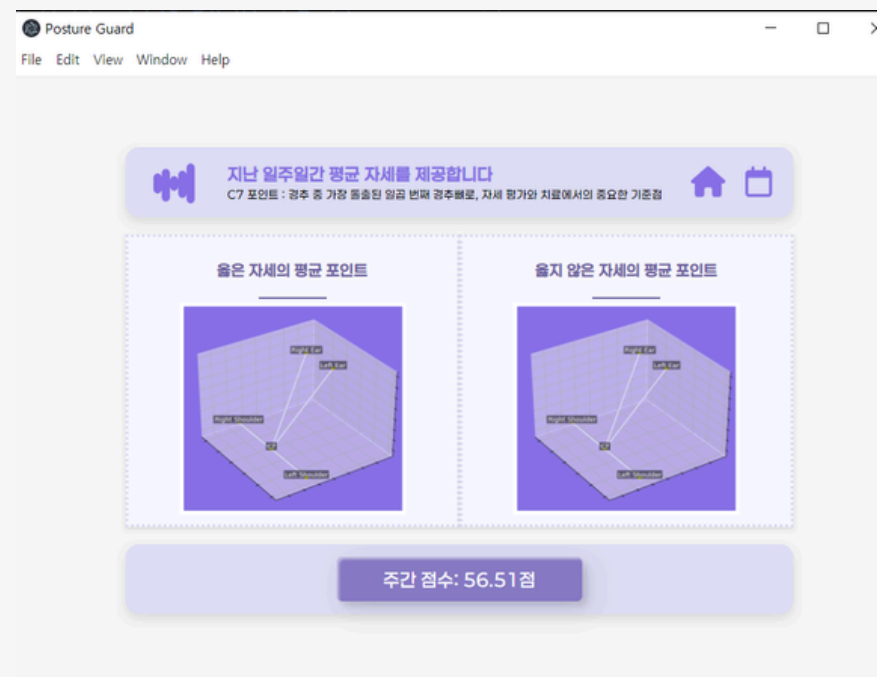 Posture Guard
File Edit View Window Help
지난 일주일간 평균 자세를 제공합니다
C7 포인트 : 경추 중 가장 돌출된 일곱 번째 경추뼈로, 자세 평가와 치료에서의 중요한 기준점
옳은 자세의 평균 포인트
Right Ear
Left Ear
Right Shoulder
C7
Left Shoulder
옳지 않은 자세의 평균 포인트
Right Ear
Left Ear
Right Shoulder
C7
Left Shoulder
주간 점수: 56.51점